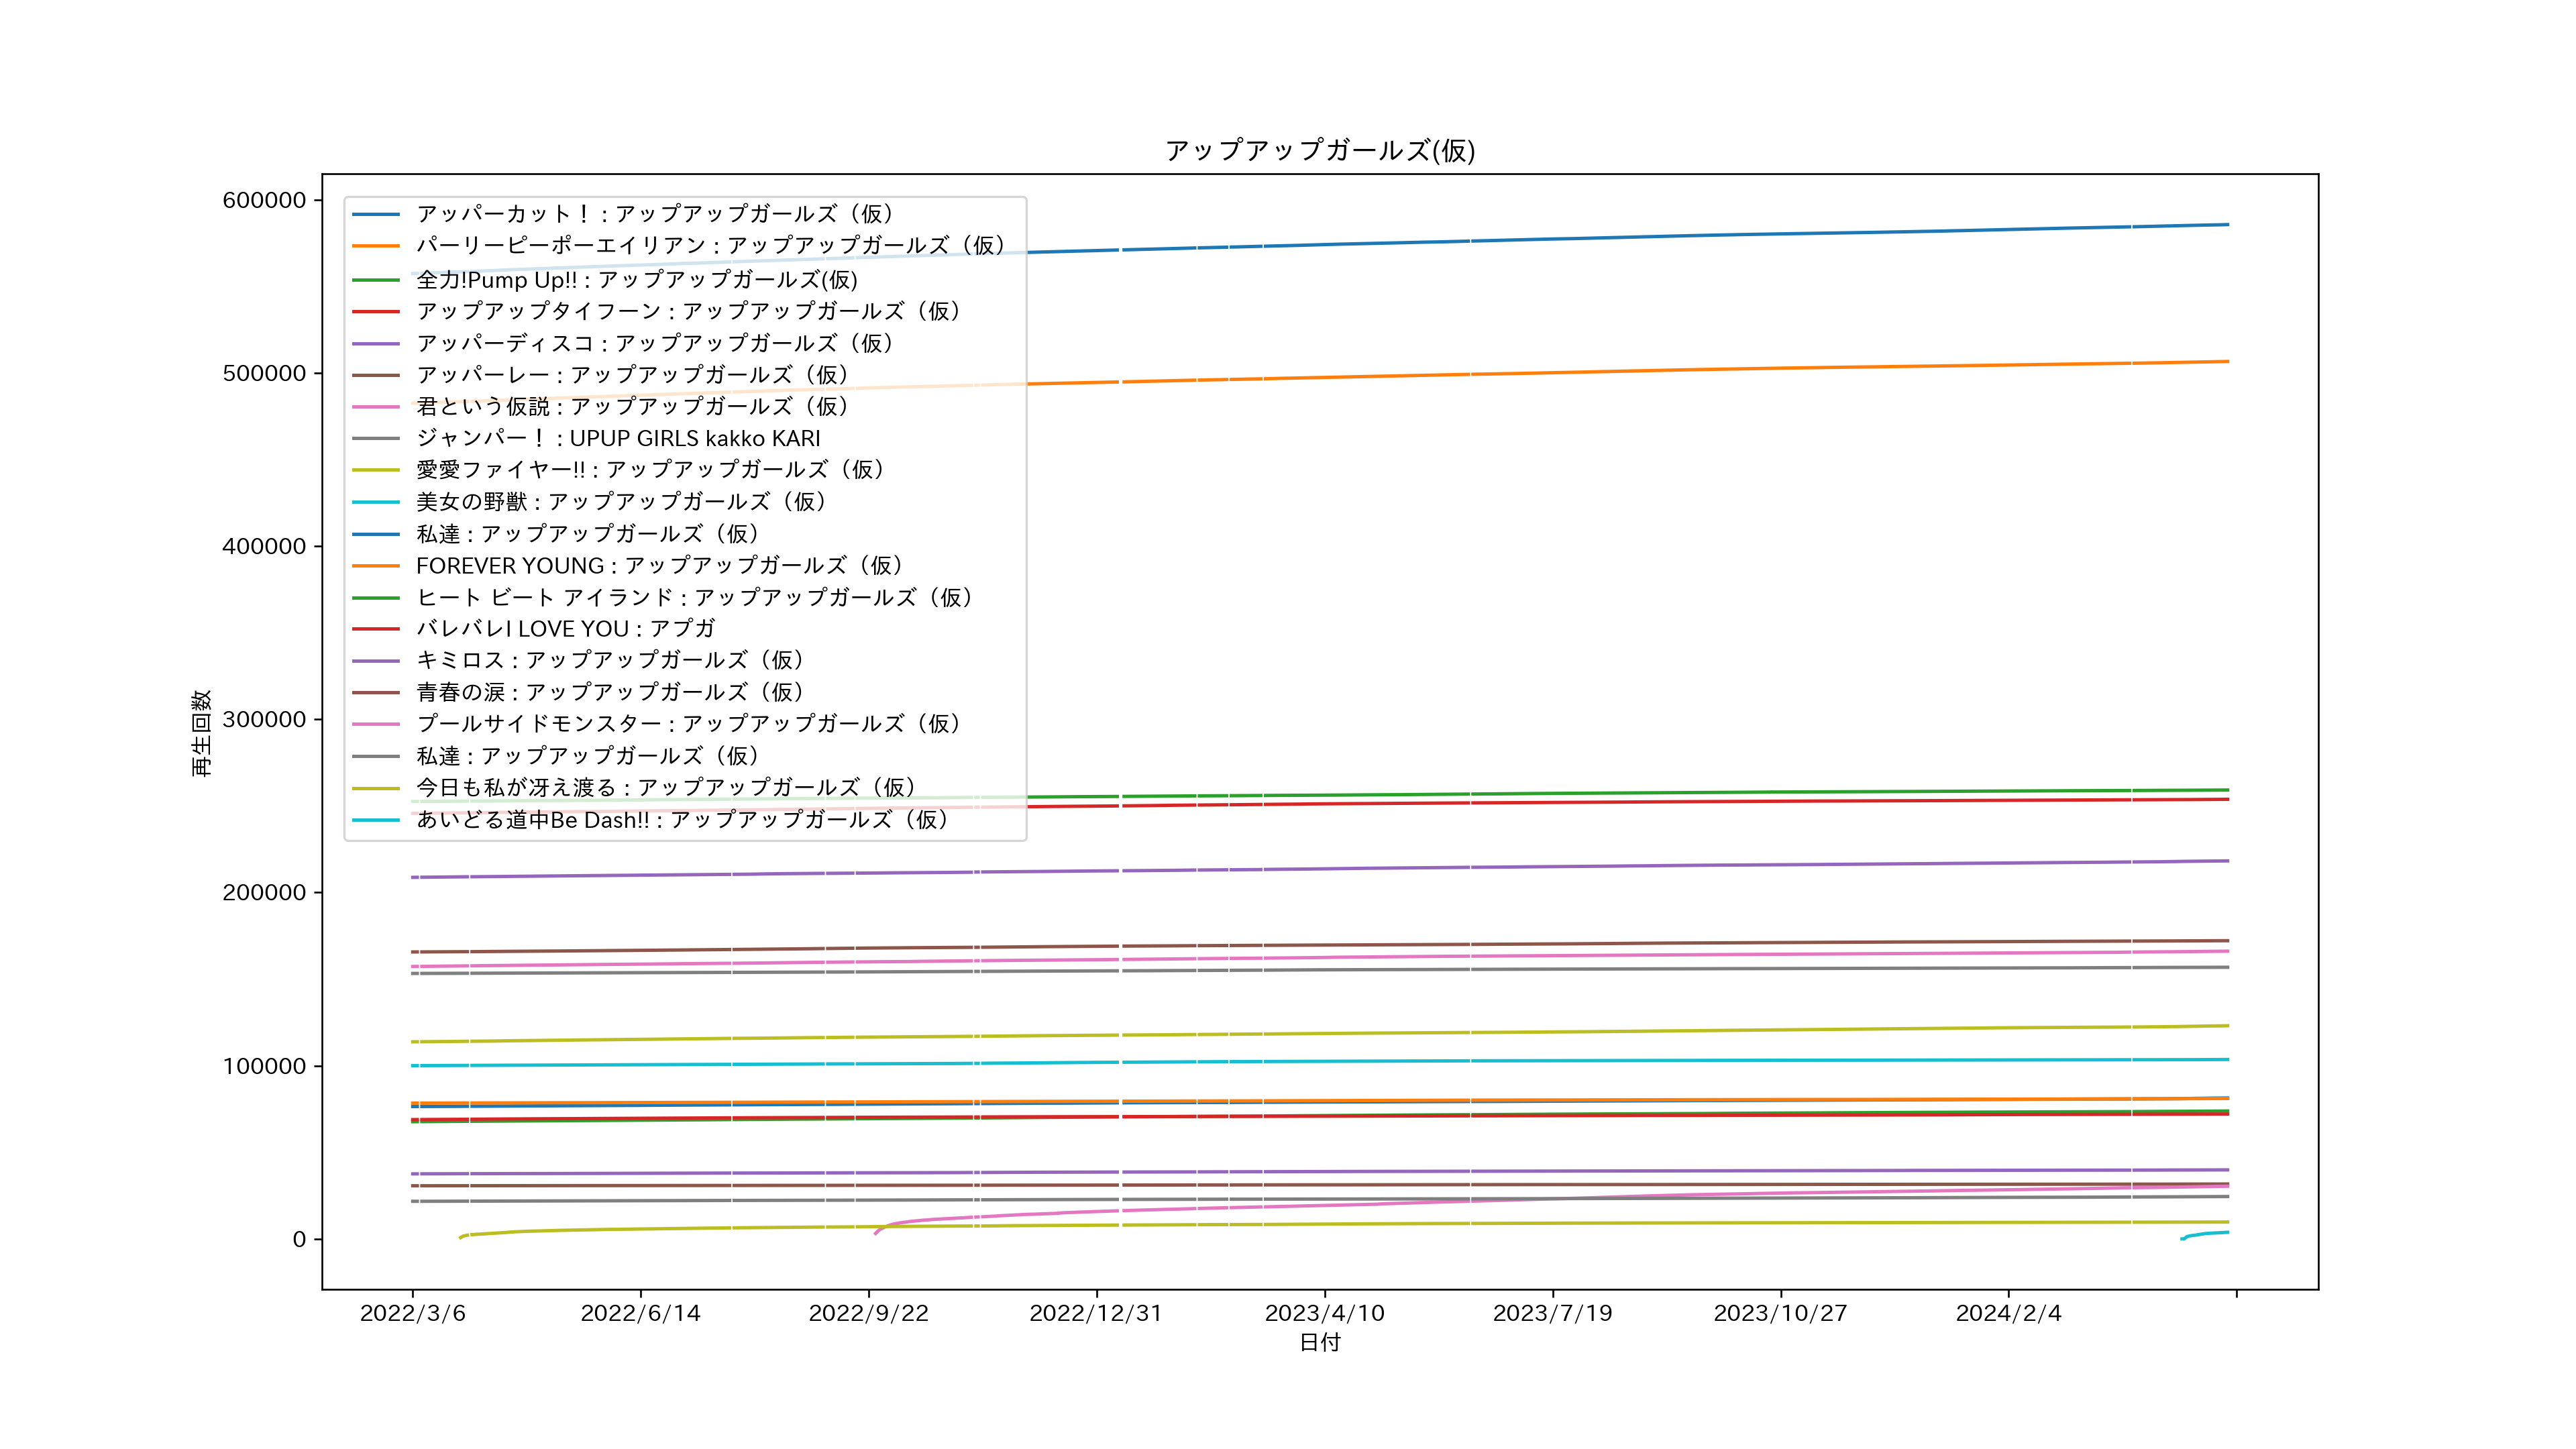 アップアップガールズ(仮)
600000
500000
400000
300000
200000
100000
0
再生回数
アッパーカット！ : アップアップガールズ（仮）
パーリーピーポーエイリアン : アップアップガールズ（仮）
全力!Pump Up!! : アップアップガールズ(仮)
アップアップタイフーン : アップアップガールズ（仮）
アッパーディスコ : アップアップガールズ（仮）
アッパーレー : アップアップガールズ（仮）
君という仮説 : アップアップガールズ（仮）
ジャンパー！ : UPUP GIRLS kakko KARI
愛愛ファイヤー!! : アップアップガールズ（仮）
美女の野獣 : アップアップガールズ（仮）
私達 : アップアップガールズ（仮）
FOREVER YOUNG : アップアップガールズ（仮）
ヒート ビート アイランド : アップアップガールズ（仮）
バレバレI LOVE YOU : アプガ
キミロス : アップアップガールズ（仮）
青春の涙 : アップアップガールズ（仮）
プールサイドモンスター : アップアップガールズ（仮）
私達 : アップアップガールズ（仮）
今日も私が冴え渡る : アップアップガールズ（仮）
あいどる道中Be Dash!! : アップアップガールズ（仮）
2022/3/6
2022/6/14
2022/9/22
2022/12/31
2023/4/10
2023/7/19
2023/10/27
2024/2/4
日付